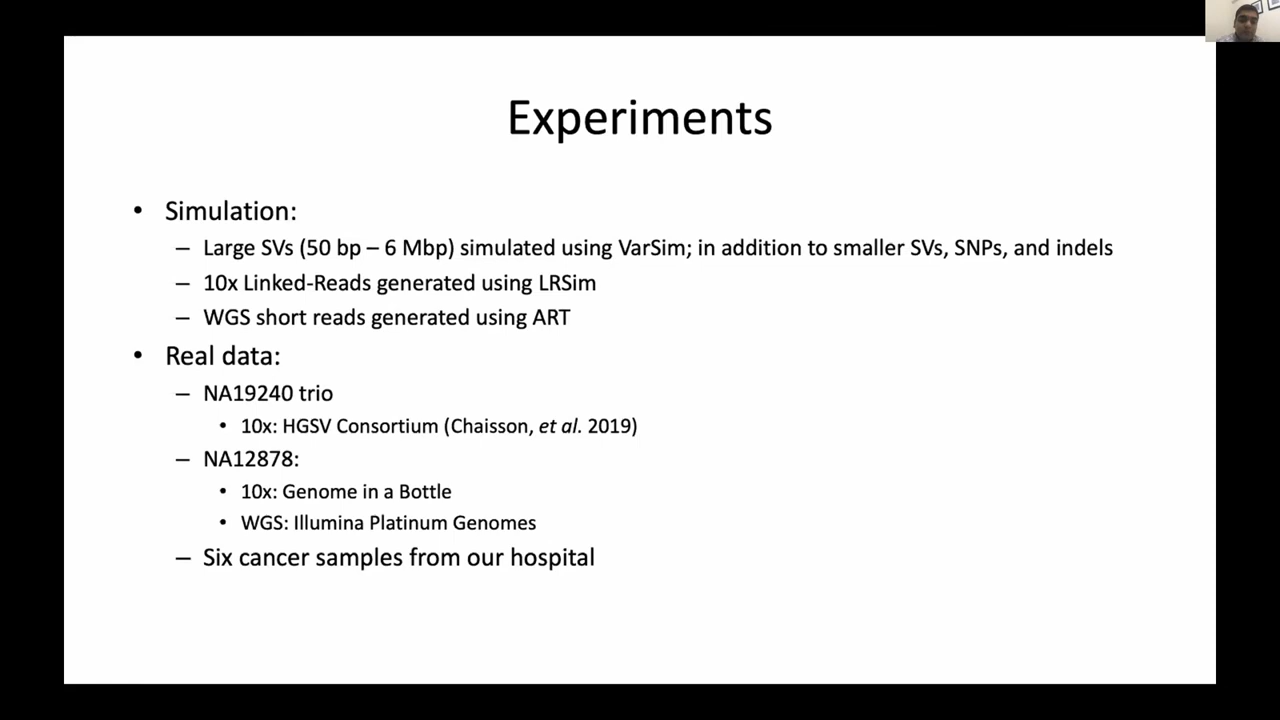 Experiments
• Simulation:
– Large SVs (50 bp – 6 Mbp) simulated using VarSim; in addition to smaller SVs, SNPs, and indels
– 10x Linked-Reads generated using LRSim
– WGS short reads generated using ART
• Real data:
– NA19240 trio
• 10x: HGSV Consortium (Chaisson, et al. 2019)
– NA12878:
• 10x: Genome in a Bottle
• WGS: Illumina Platinum Genomes
– Six cancer samples from our hospital